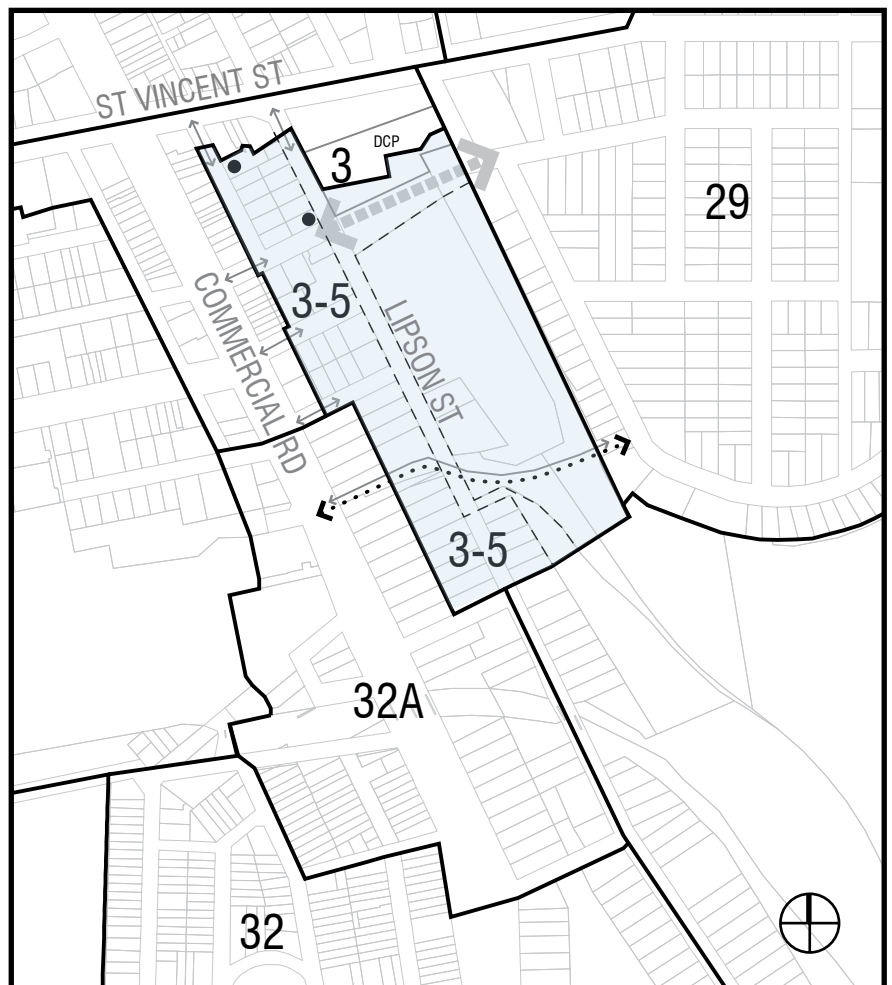 ST VINCENT ST
DCP
3
29
3-5
COMMERCIAL RD
LIPSON ST
3-5
32A
32